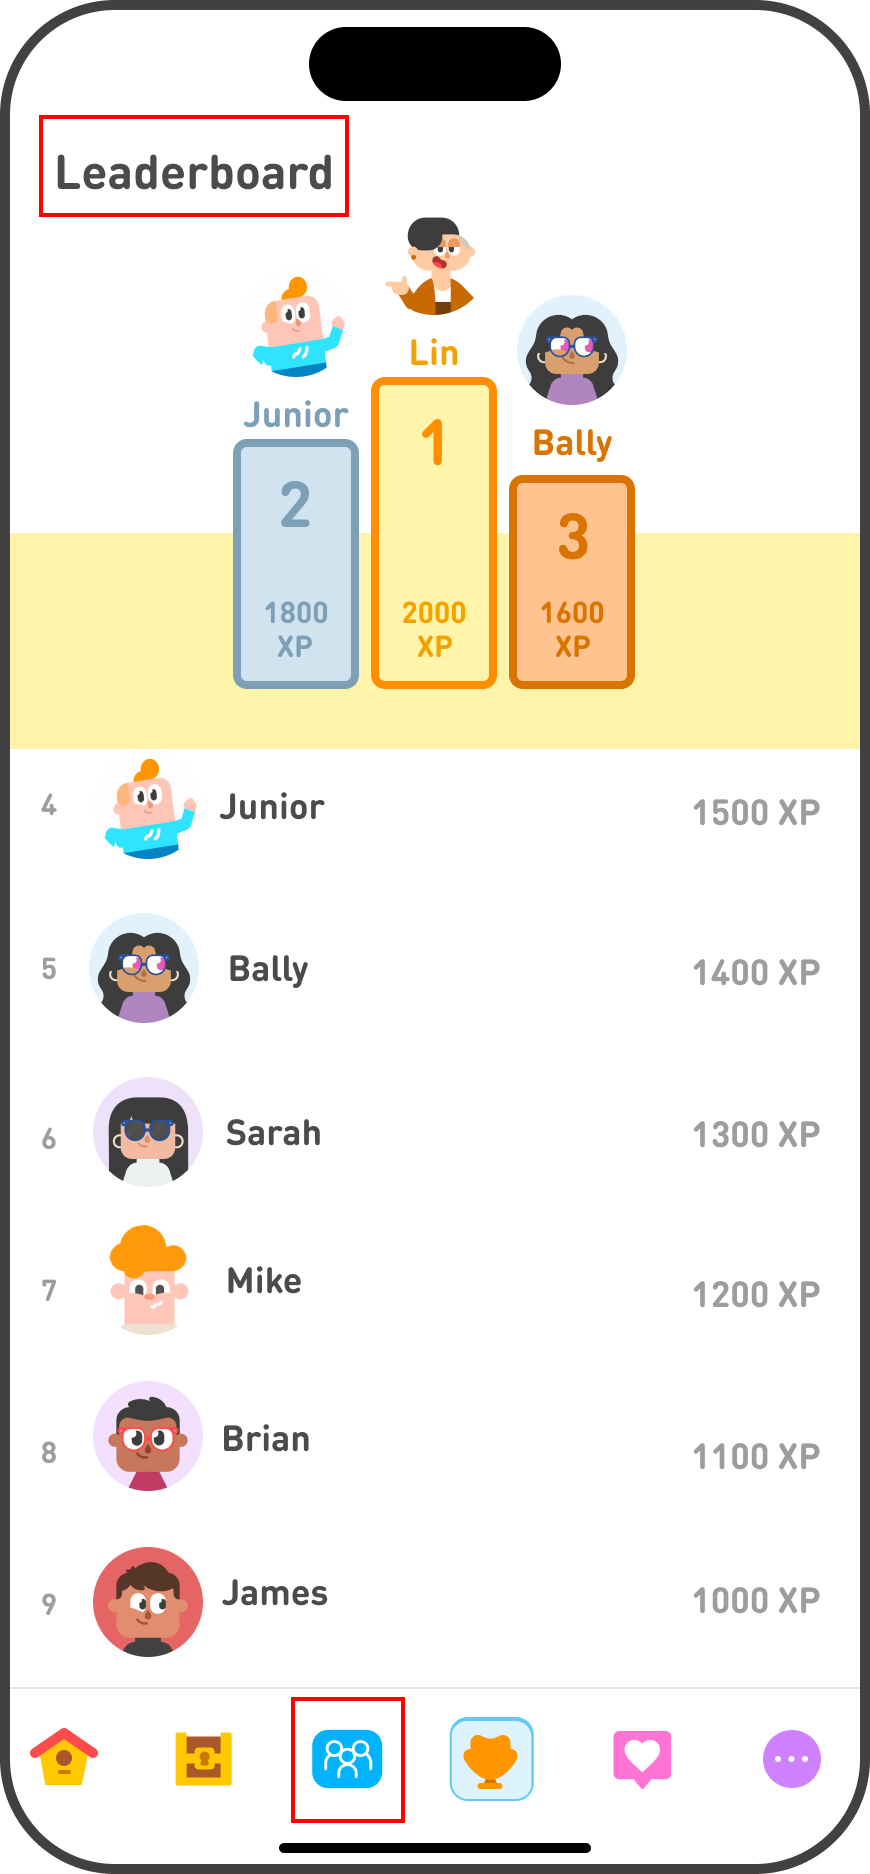 Leaderboard
Lin
Junior
Bally
1
2
3
1800
XP
2000
XP
1600
XP
4 Junior 1500 XP
5 Bally 1400 XP
6 Sarah 1300 XP
7 Mike 1200 XP
8 Brian 1100 XP
9 James 1000 XP